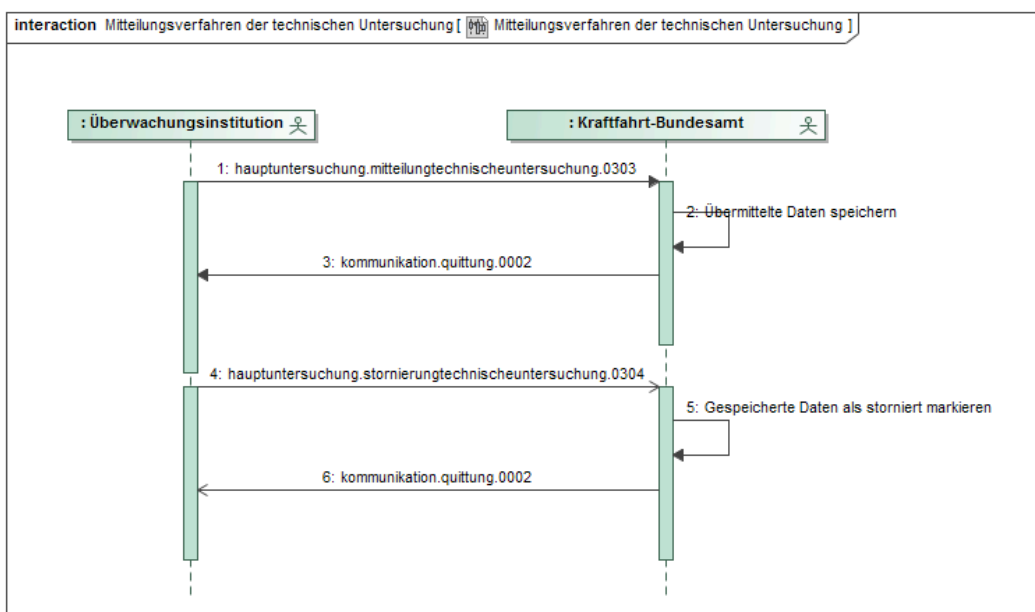 interaction Mitteilungsverfahren der technischen Untersuchung [ Mitteilungsverfahren der technischen Untersuchung ]
: Überwachungsinstitution
: Kraftfahrt-Bundesamt
1: hauptuntersuchung.mitteilungtechnischeuntersuchung.0303
2: Übermittelte Daten speichern
3: kommunikation.quittung.0002
4: hauptuntersuchung.stornierungtechnischeuntersuchung.0304
5: Gespeicherte Daten als storniert markieren
6: kommunikation.quittung.0002